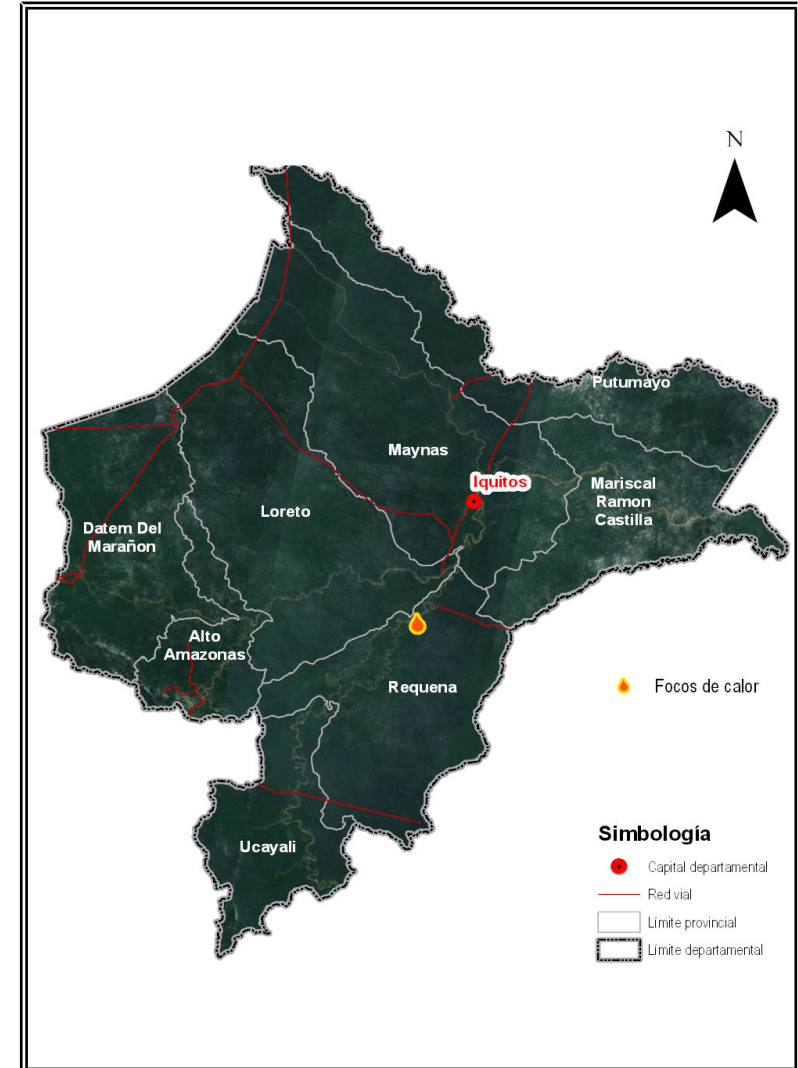 N
Putumayo
Maynas
Iquitos
Mariscal
Ramon
Castilla
Loreto
Datem Del
Marañon
Alto
Amazonas
Requena
Focos de calor
Ucayali
Simbología
Capital departamental
Red vial
Límite provincial
Límite departamental